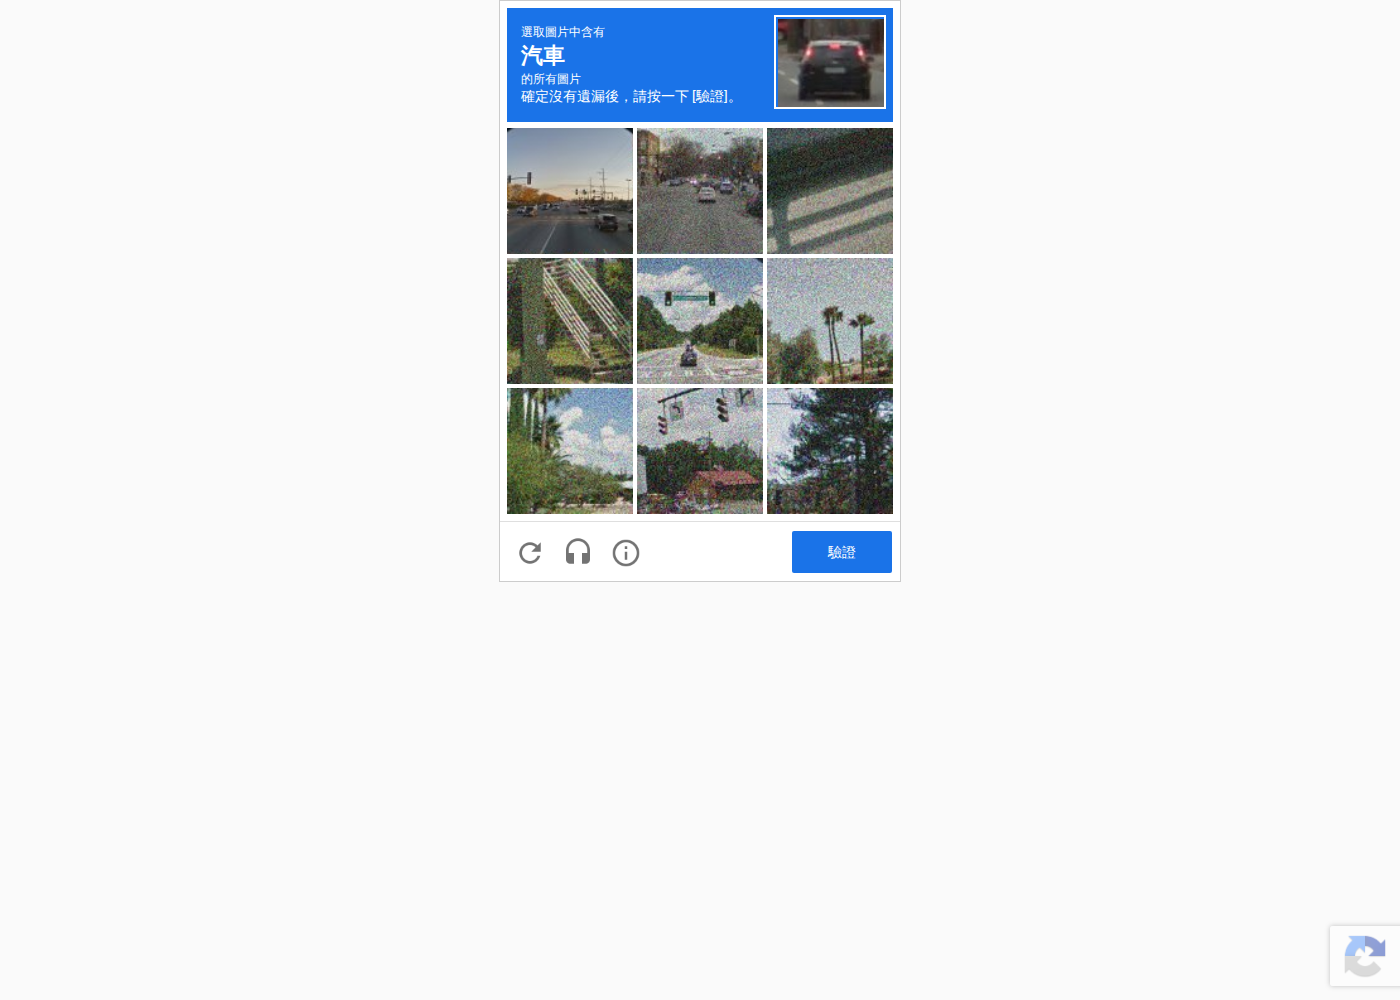 選取圖片中含有
汽車
的所有圖片
確定沒有遺漏後，請按一下 [驗證]。
驗證